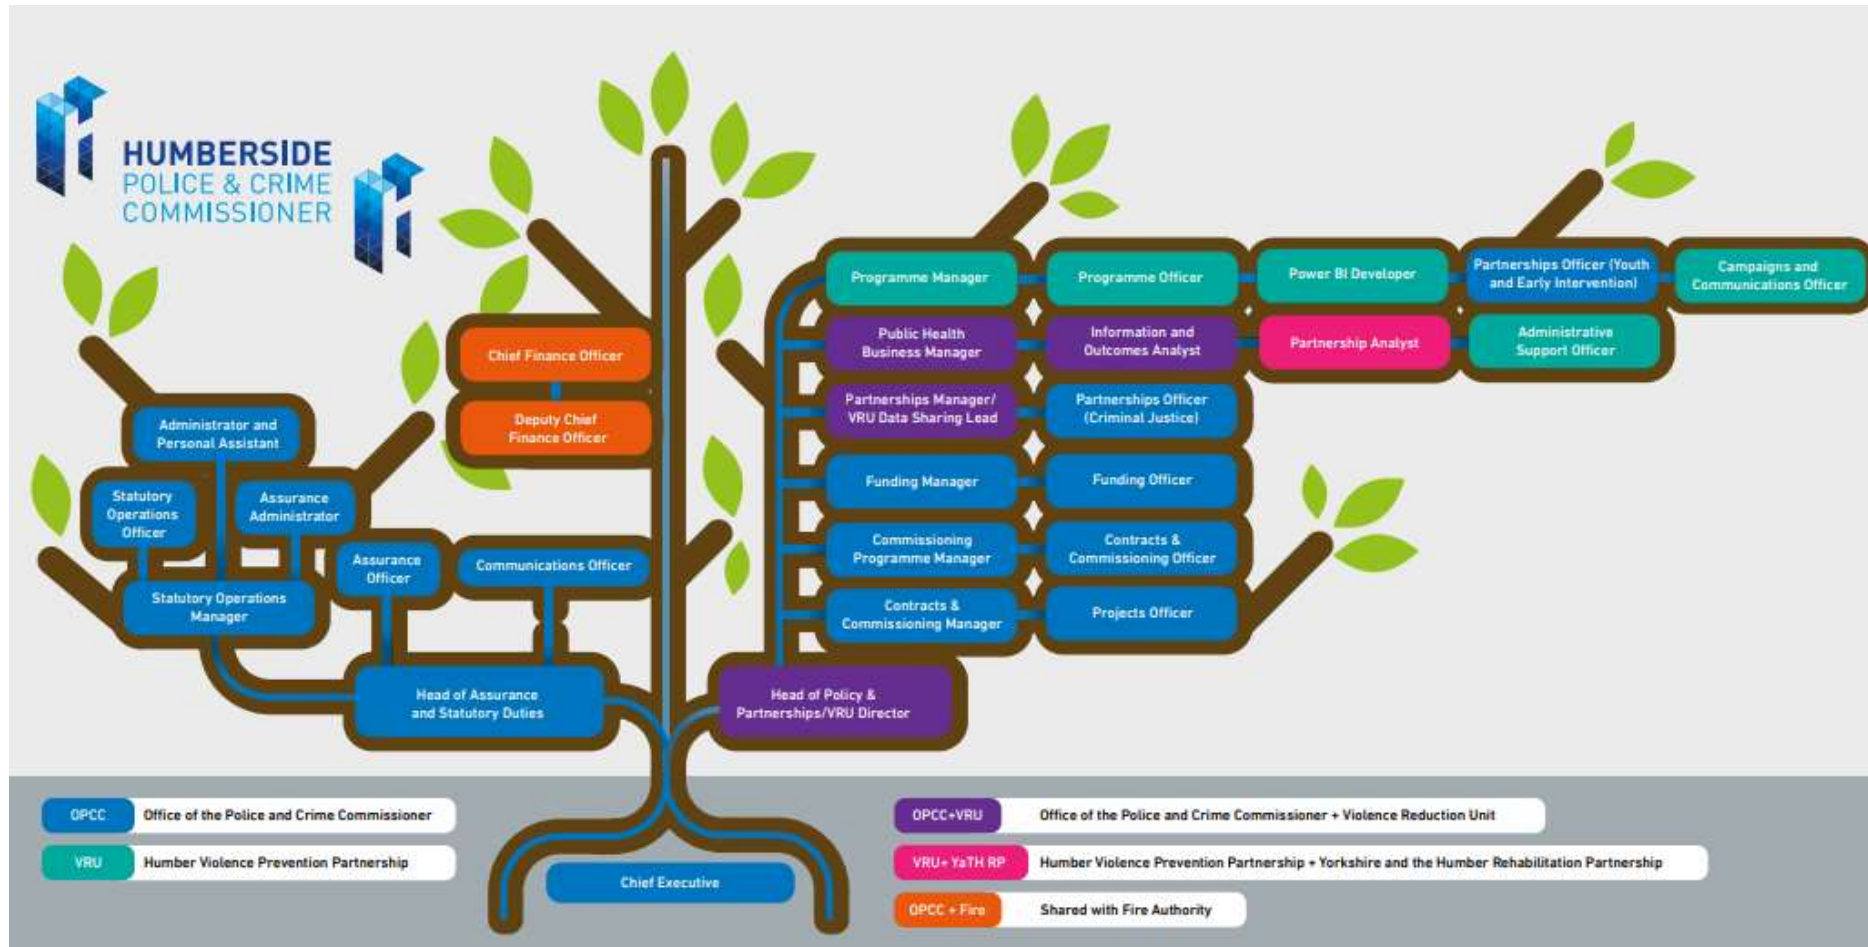 HUMBERSIDE
POLICE & CRIME
COMMISSIONER
Programme Manager
Programme Officer
Power BI Developer
Partnerships Officer (Youth
and Early Intervention)
Campaigns and
Communications Officer
Public Health
Business Manager
Information and
Outcomes Analyst
Partnership Analyst
Administrative
Support Officer
Chief Finance Officer
Deputy Chief
Finance Officer
Partnerships Manager/
VRU Data Sharing Lead
Partnerships Officer
(Criminal Justice)
Administrator and
Personal Assistant
Funding Manager
Funding Officer
Statutory
Operations
Officer
Assurance
Administrator
Commissioning
Programme Manager
Contracts &
Commissioning Officer
Assurance
Officer
Communications Officer
Statutory Operations
Manager
Contracts &
Commissioning Manager
Projects Officer
Head of Assurance
and Statutory Duties
Head of Policy &
Partnerships/VRU Director
OPCC Office of the Police and Crime Commissioner
VRU Humber Violence Prevention Partnership
Chief Executive
OPCC+VRU Office of the Police and Crime Commissioner + Violence Reduction Unit
VRU+ YaTH RP Humber Violence Prevention Partnership + Yorkshire and the Humber Rehabilitation Partnership
OPCC + Fire Shared with Fire Authority